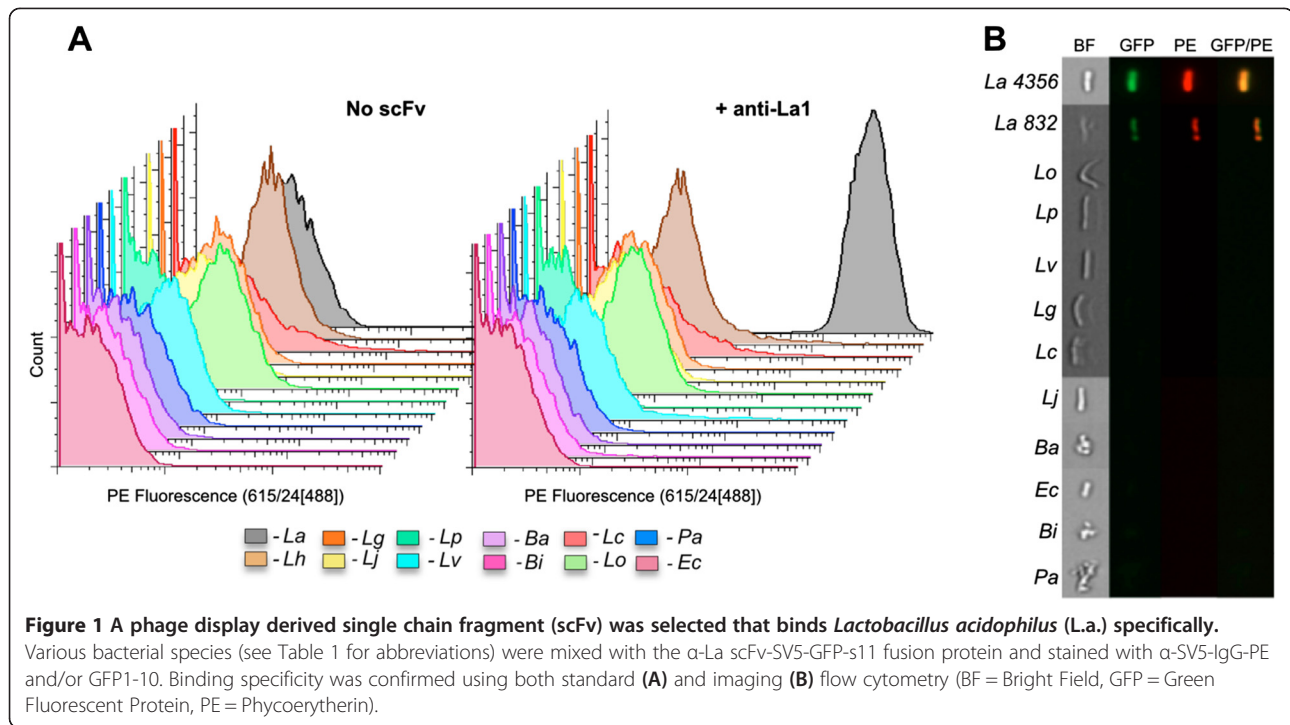 A
No scFv
+ anti-La1
Count
PE Fluorescence (615/24[488])
PE Fluorescence (615/24[488])
- La - Lg - Lp - Ba - Lc - Pa
- Lh - Lj - Lv - Bi - Lo - Ec
B
BF GFP PE GFP/PE
La 4356
La 832
Lo
Lp
Lv
Lg
Lc
Lj
Ba
Ec
Bi
Pa
Figure 1 A phage display derived single chain fragment (scFv) was selected that binds Lactobacillus acidophilus (L.a.) specifically.
Various bacterial species (see Table 1 for abbreviations) were mixed with the α-La scFv-SV5-GFP-s11 fusion protein and stained with α-SV5-IgG-PE
and/or GFP1-10. Binding specificity was confirmed using both standard (A) and imaging (B) flow cytometry (BF = Bright Field, GFP = Green
Fluorescent Protein, PE = Phycoerytherin).